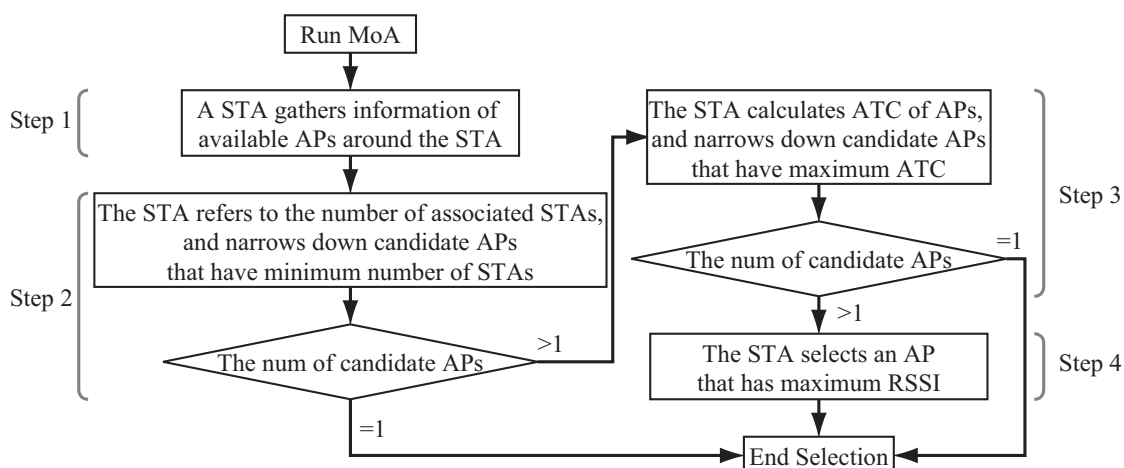 Run MoA
Step 1
A STA gathers information of
available APs around the STA
Step 2
The STA refers to the number of associated STAs,
and narrows down candidate APs
that have minimum number of STAs
The num of candidate APs
>1
=1
The STA calculates ATC of APs,
and narrows down candidate APs
that have maximum ATC
Step 3
The num of candidate APs
=1
>1
The STA selects an AP
that has maximum RSSI
Step 4
End Selection